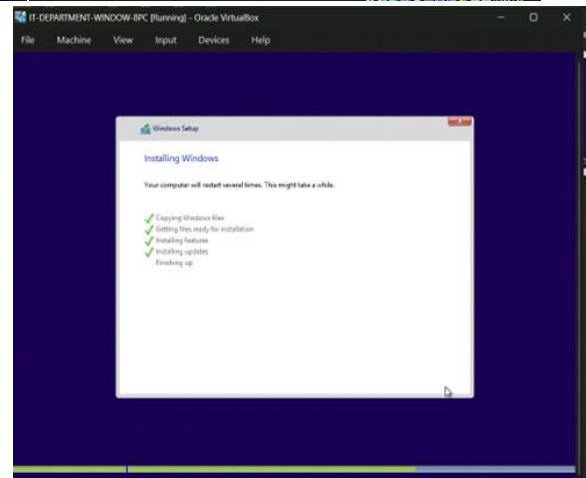 IT-DEPARTMENT-WINDOW-8PC [Running] - Oracle VirtualBox
File Machine View Input Devices Help
Windows Setup
Installing Windows
Your computer will restart several times. This might take a while.
Copying Windows files
Getting files ready for installation
Installing features
Installing updates
Finishing up